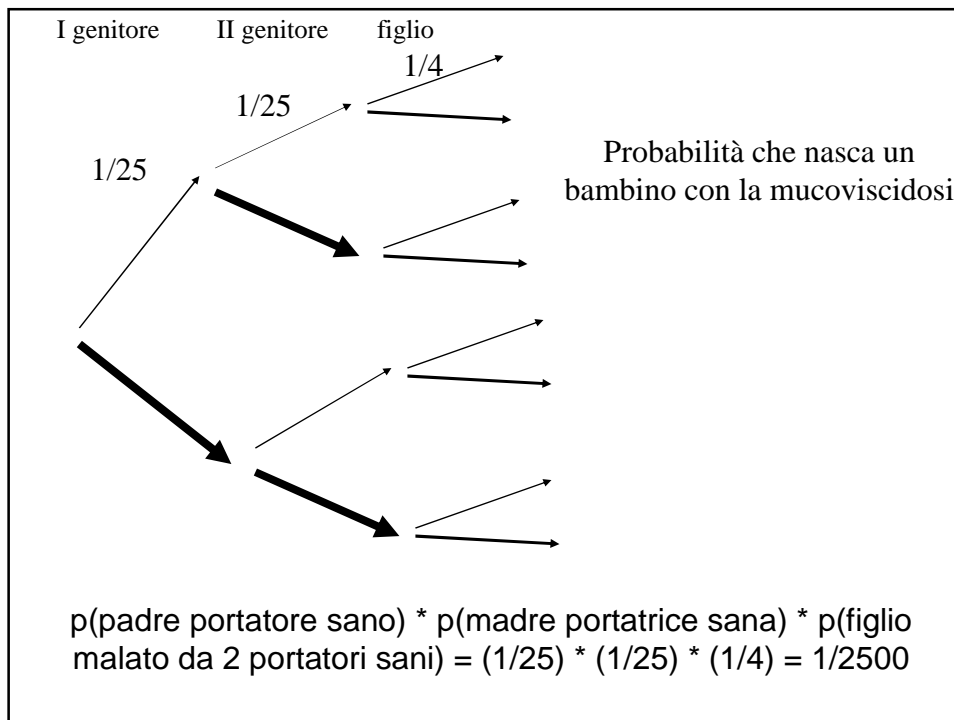 I genitore II genitore figlio
1/4
1/25
1/25
Probabilità che nasca un
bambino con la mucoviscidosi
p(padre portatore sano) * p(madre portatrice sana) * p(figlio
malato da 2 portatori sani) = (1/25) * (1/25) * (1/4) = 1/2500